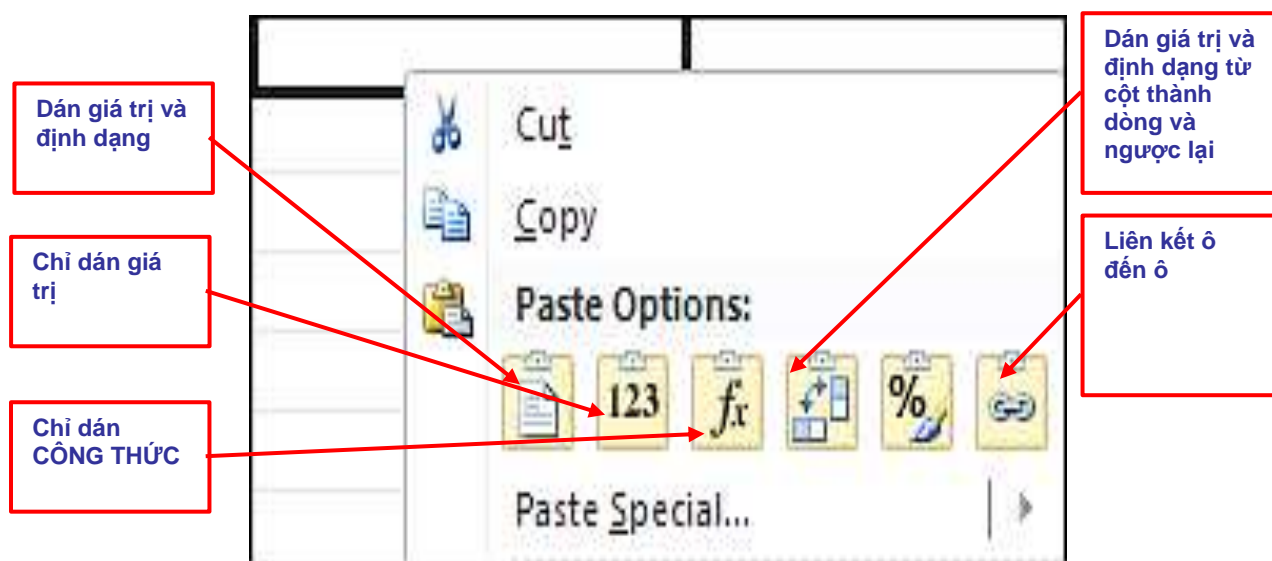 Dán giá trị và
định dạng
Chỉ dán giá
trị
Chỉ dán
CÔNG THỨC
Cut
Copy
Paste Options:
123
fx
%
Paste Special...
Dán giá trị và
định dạng từ
cột thành
dòng và
ngược lại
Liên kết ô
đến ô